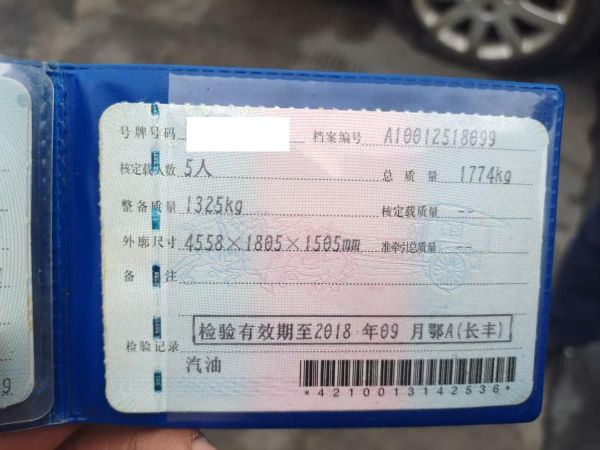 号牌号码 档案编号 A10012518099
核定载人数 5人 总质量 1774kg
整备质量 1325kg 核定载质量 --
外廓尺寸 4558×1805×1505mm 准牵引总质量 --
备注
检验有效期至2018年09月鄂A(长丰)
检验记录
汽油
*4210013142536*